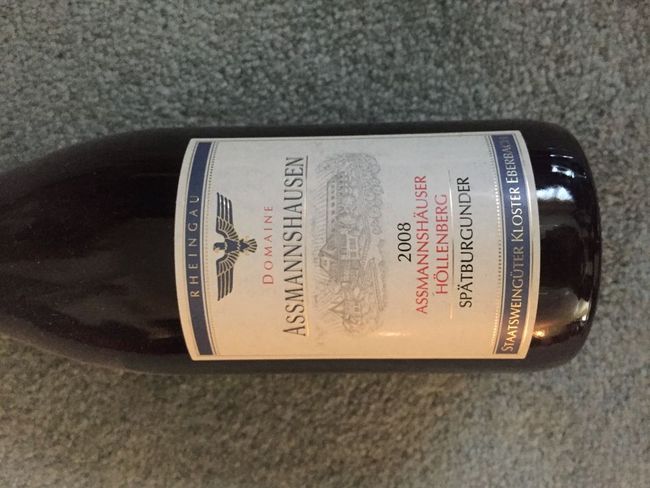 RHEINGAU
DOMAINE
ASSMANNSHAUSEN
2008
ASSMANNSHÄUSER
HÖLLENBERG
SPÄTBURGUNDER
STAATSWEINGÜTER KLOSTER EBERBACH